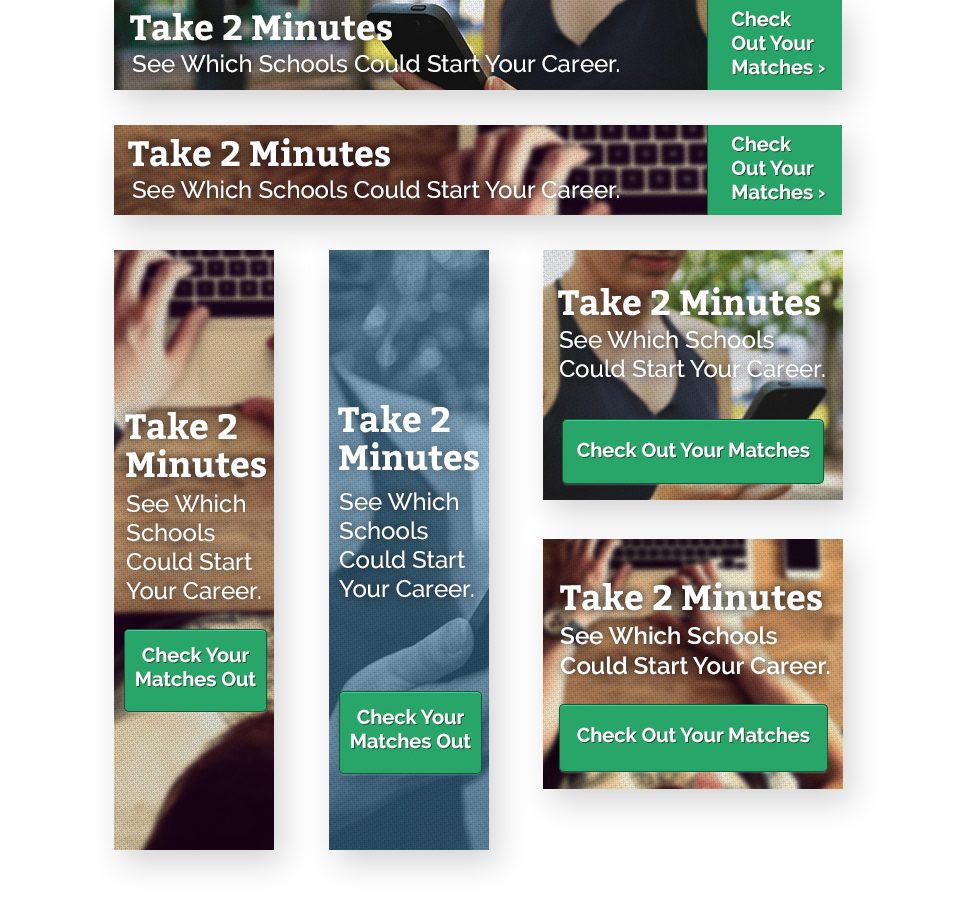 Take 2 Minutes
See Which Schools Could Start Your Career.
Check
Out Your
Matches ›
Take 2 Minutes
See Which Schools Could Start Your Career.
Check
Out Your
Matches ›
Take 2
Minutes
See Which
Schools
Could Start
Your Career.
Check Your
Matches Out
Take 2
Minutes
See Which
Schools
Could Start
Your Career.
Check Your
Matches Out
Take 2 Minutes
See Which Schools
Could Start Your Career.
Check Out Your Matches
Take 2 Minutes
See Which Schools
Could Start Your Career.
Check Out Your Matches